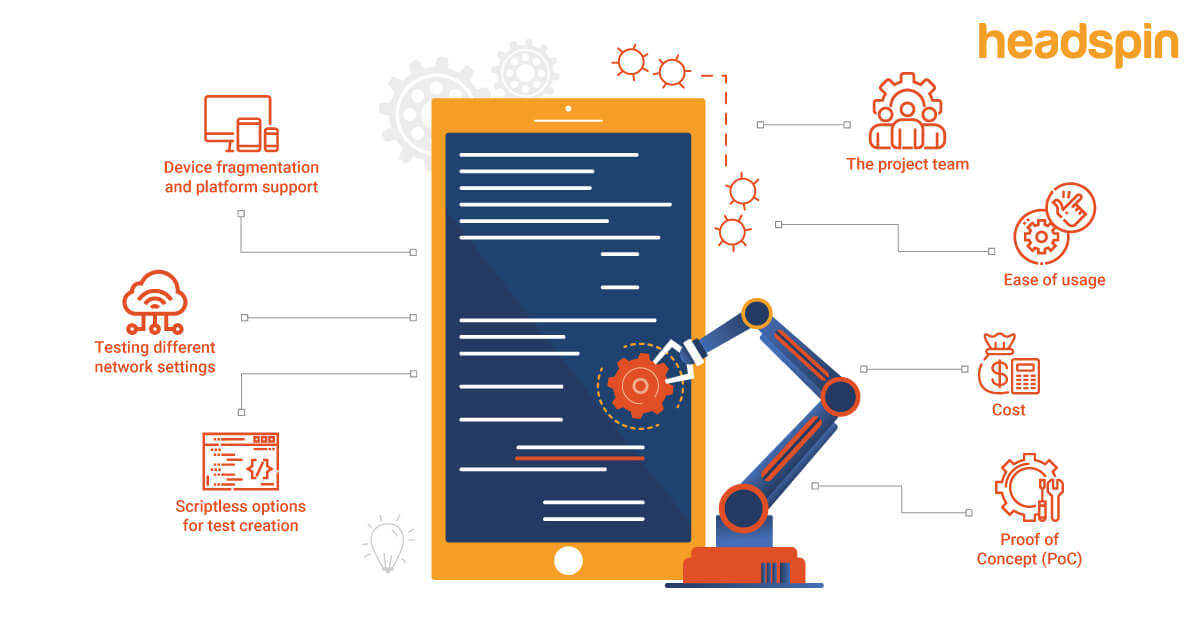 headspin
Device fragmentation
and platform support
Testing different
network settings
Scriptless options
for test creation
The project team
Ease of usage
Cost
Proof of
Concept (PoC)